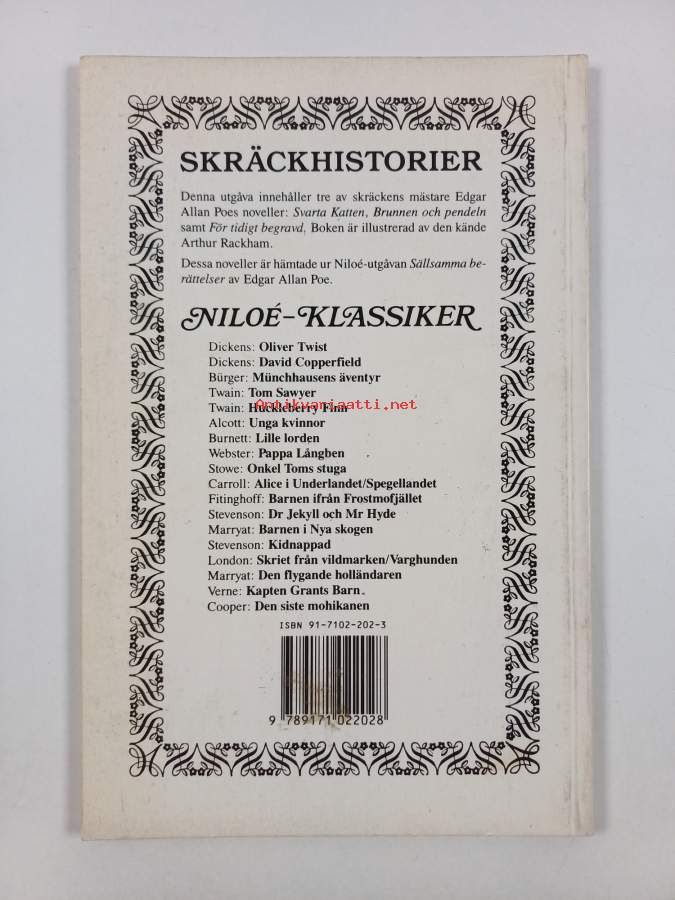 SKRÄCKHISTORIER
Denna utgåva innehåller tre av skräckens mästare Edgar
Allan Poes noveller: Svarta Katten, Brunnen och pendeln
samt För tidigt begravd. Boken är illustrerad av den kände
Arthur Rackham.
Dessa noveller är hämtade ur Niloé-utgåvan Sällsamma be-
rättelser av Edgar Allan Poe.
NILOÉ-KLASSIKER
Dickens: Oliver Twist
Dickens: David Copperfield
Bürger: Münchhausens äventyr
Twain: Tom Sawyer
Antikvariaatti.net
Twain: Huckleberry Finn
Alcott: Unga kvinnor
Burnett: Lille lorden
Webster: Pappa Långben
Stowe: Onkel Toms stuga
Carroll: Alice i Underlandet/Spegellandet
Fitinghoff: Barnen ifrån Frostmofjället
Stevenson: Dr Jekyll och Mr Hyde
Marryat: Barnen i Nya skogen
Stevenson: Kidnappad
London: Skriet från vildmarken/Varghunden
Marryat: Den flygande holländaren
Verne: Kapten Grants Barn
Cooper: Den siste mohikanen
ISBN 91-7102-202-3
9 789171 022028